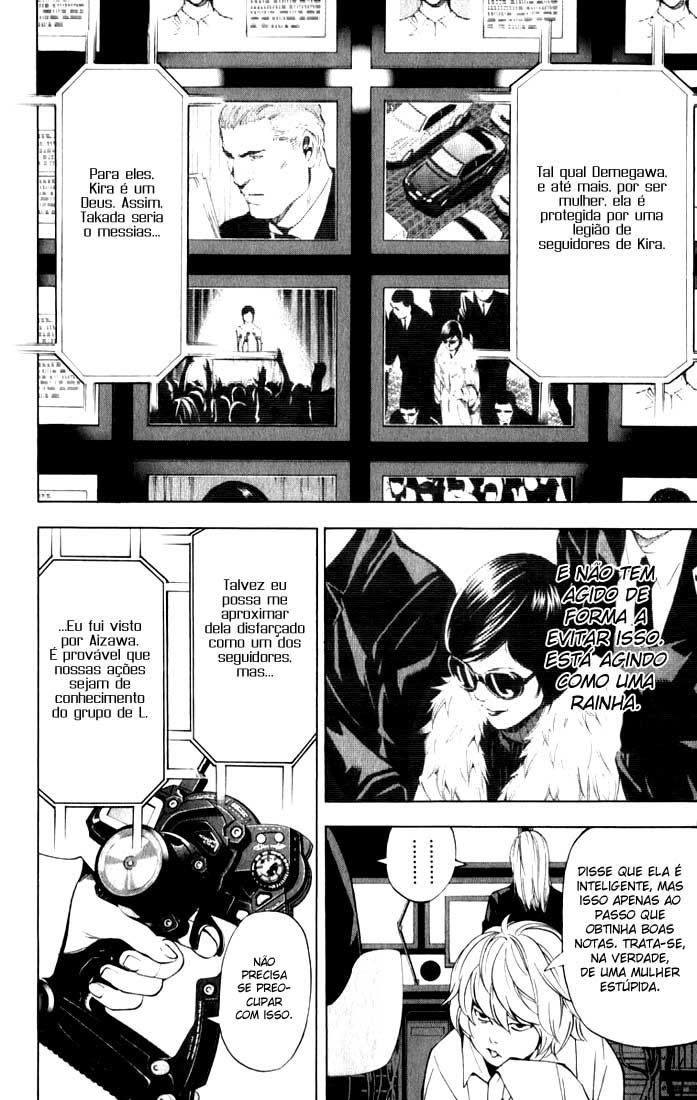 Tal qual Demegawa,
e até mais, por ser
mulher, ela é
protegida por uma
legião de
seguidores de Kira.
Para eles,
Kira é um
Deus. Assim,
Takada seria
o messias...
E NÃO TEM
AGIDO DE
FORMA A
EVITAR ISSO.
ESTÁ AGINDO
COMO UMA
RAINHA.
DISSE QUE ELA É
INTELIGENTE, MAS
ISSO APENAS AO
PASSO QUE
OBTINHA BOAS
NOTAS. TRATA-SE,
NA VERDADE,
DE UMA MULHER
ESTÚPIDA.
......
Talvez eu
possa me
aproximar
dela disfarçado
como um dos
seguidores,
mas...
...Eu fui visto
por Aizawa.
É provável que
nossas ações
sejam de
conhecimento
do grupo de L.
NÃO
PRECISA
SE PREO-
CUPAR
COM ISSO.